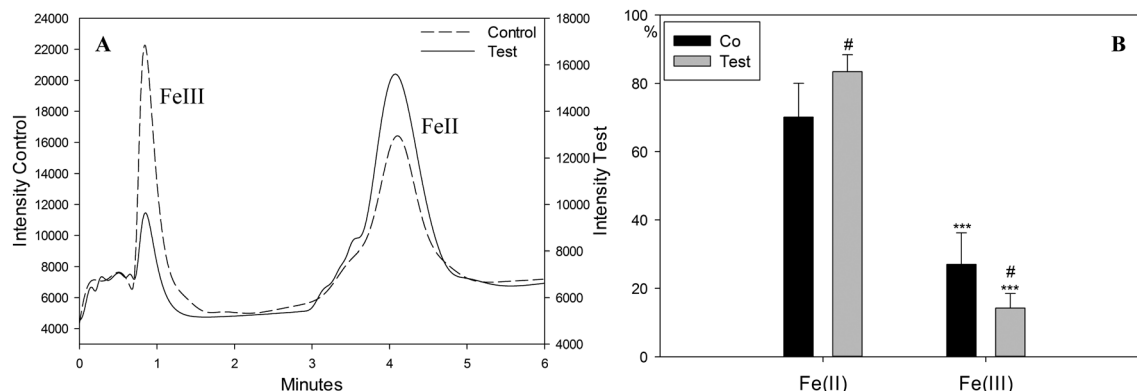 A
Control
Test
FeIII
FeII
Intensity Control
24000
22000
20000
18000
16000
14000
12000
10000
8000
6000
4000
18000
16000
14000
12000
10000
8000
6000
4000
Intensity Test
0 1 2 3 4 5 6
Minutes
B
Co
Test
%
100
80
60
40
20
0
#
***
#
***
Fe(II) Fe(III)